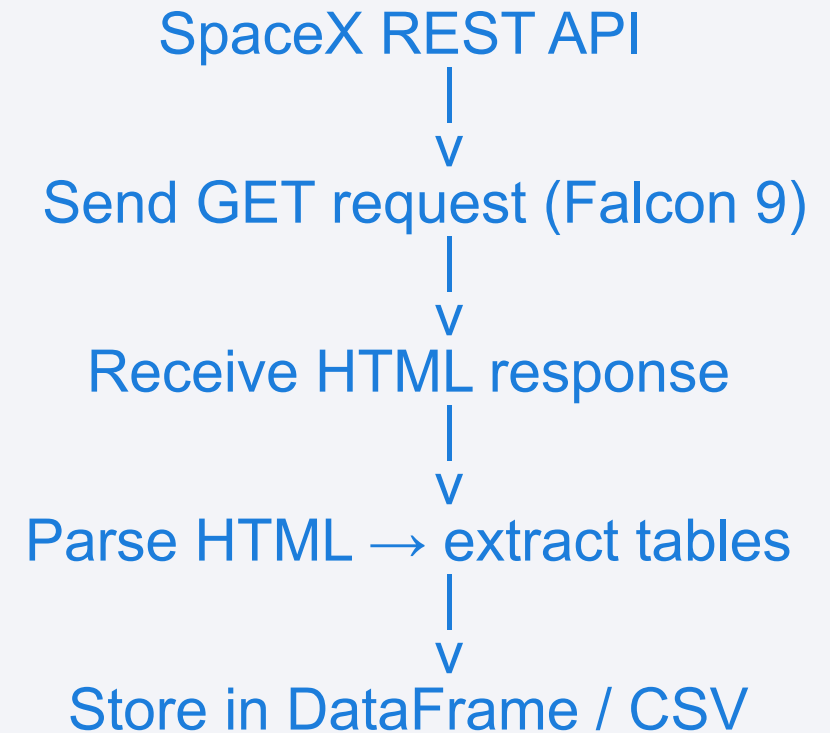 SpaceX REST API
|
v
Send GET request (Falcon 9)
|
v
Receive HTML response
|
v
Parse HTML → extract tables
|
v
Store in DataFrame / CSV